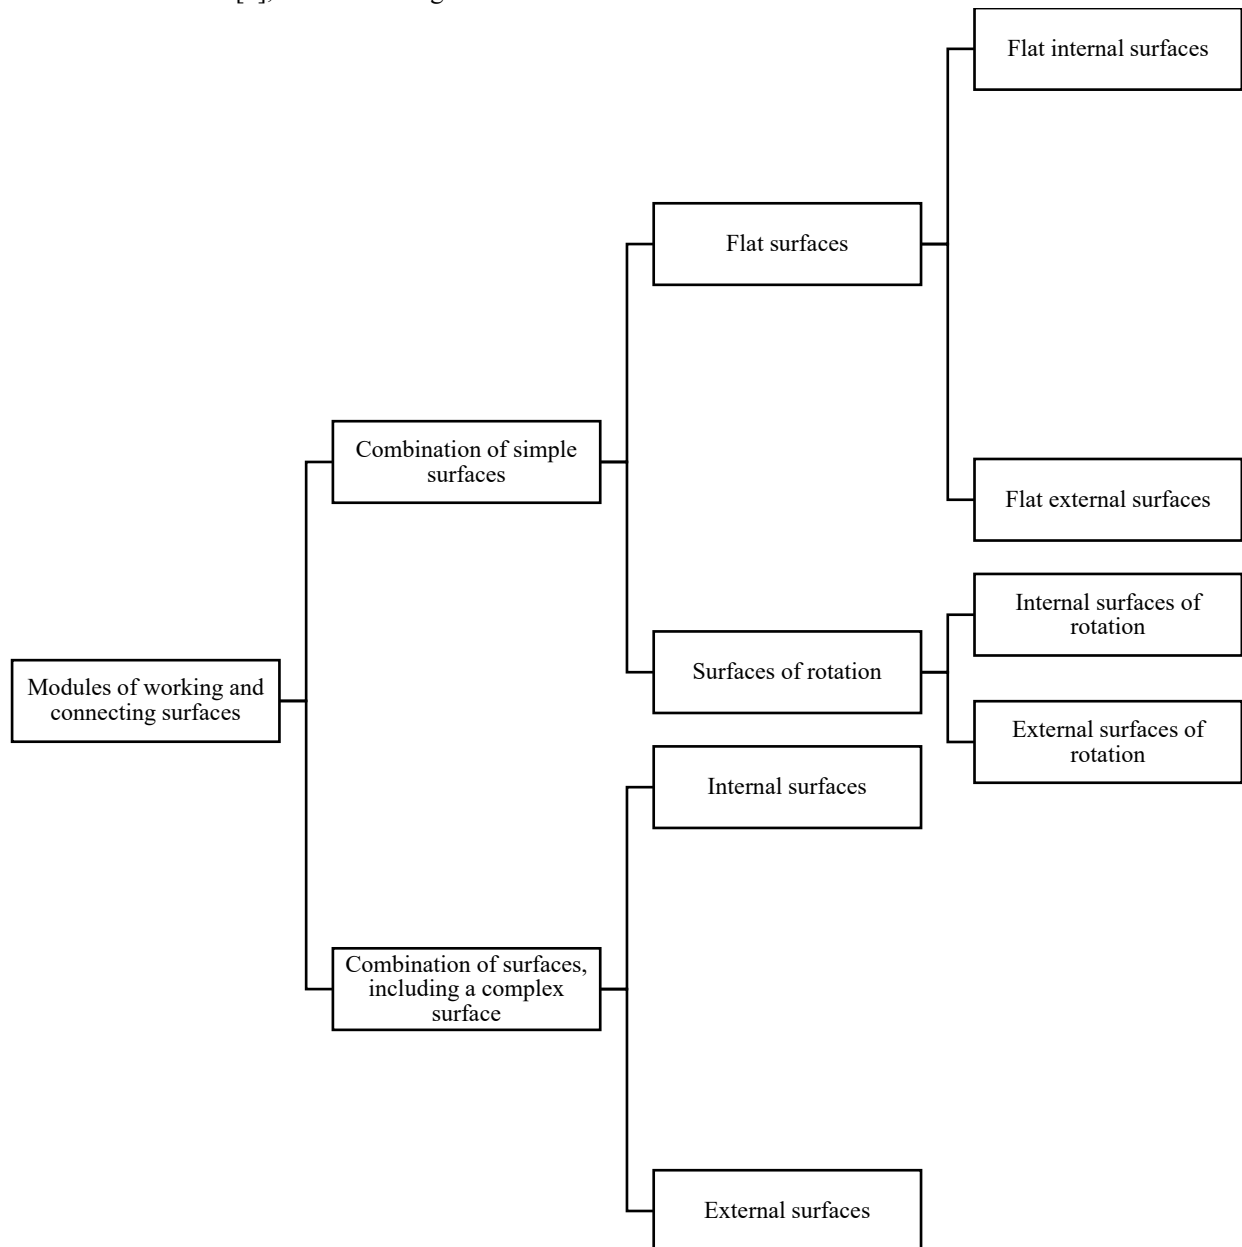 Flat internal surfaces
Flat surfaces
Combination of simple
surfaces
Flat external surfaces
Internal surfaces of
rotation
Surfaces of rotation
Modules of working and
connecting surfaces
External surfaces of
rotation
Internal surfaces
Combination of surfaces,
including a complex
surface
External surfaces